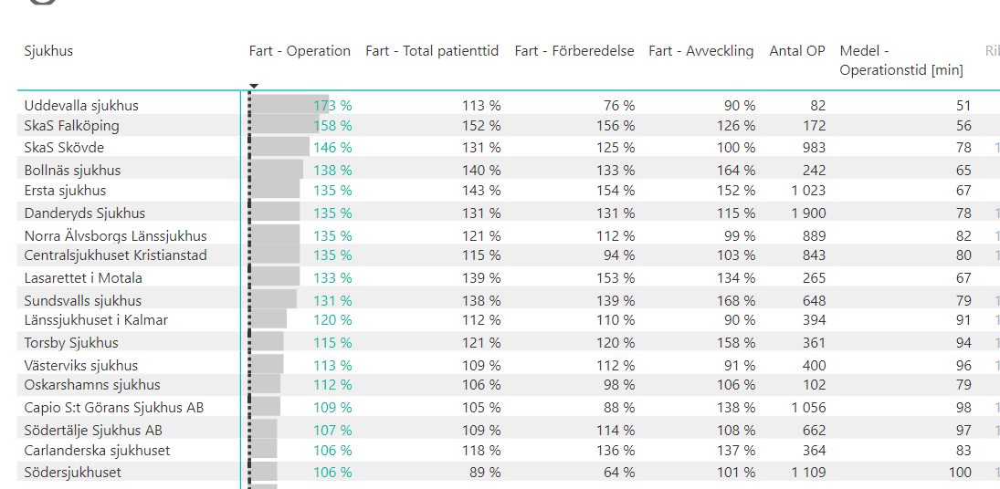 Sjukhus Fart - Operation Fart - Total patienttid Fart - Förberedelse Fart - Avveckling Antal OP Medel -
Operationstid [min]
Uddevalla sjukhus 173 % 113 % 76 % 90 % 82 51
SkaS Falköping 158 % 152 % 156 % 126 % 172 56
SkaS Skövde 146 % 131 % 125 % 100 % 983 78
Bollnäs sjukhus 138 % 140 % 133 % 164 % 242 65
Ersta sjukhus 135 % 143 % 154 % 152 % 1 023 67
Danderyds Sjukhus 135 % 131 % 131 % 115 % 1 900 78
Norra Älvsborgs Länssjukhus 135 % 121 % 112 % 99 % 889 82
Centralsjukhuset Kristianstad 135 % 115 % 94 % 103 % 843 80
Lasarettet i Motala 133 % 139 % 153 % 134 % 265 67
Sundsvalls sjukhus 131 % 138 % 139 % 168 % 648 79
Länssjukhuset i Kalmar 120 % 112 % 110 % 90 % 394 91
Torsby Sjukhus 115 % 121 % 120 % 158 % 361 94
Västerviks sjukhus 113 % 109 % 112 % 91 % 400 96
Oskarshamns sjukhus 112 % 106 % 98 % 106 % 102 79
Capio S:t Görans Sjukhus AB 109 % 105 % 88 % 138 % 1 056 98
Södertälje Sjukhus AB 107 % 109 % 114 % 108 % 662 97
Carlanderska sjukhuset 106 % 118 % 136 % 137 % 364 83
Södersjukhuset 106 % 89 % 64 % 101 % 1 109 100